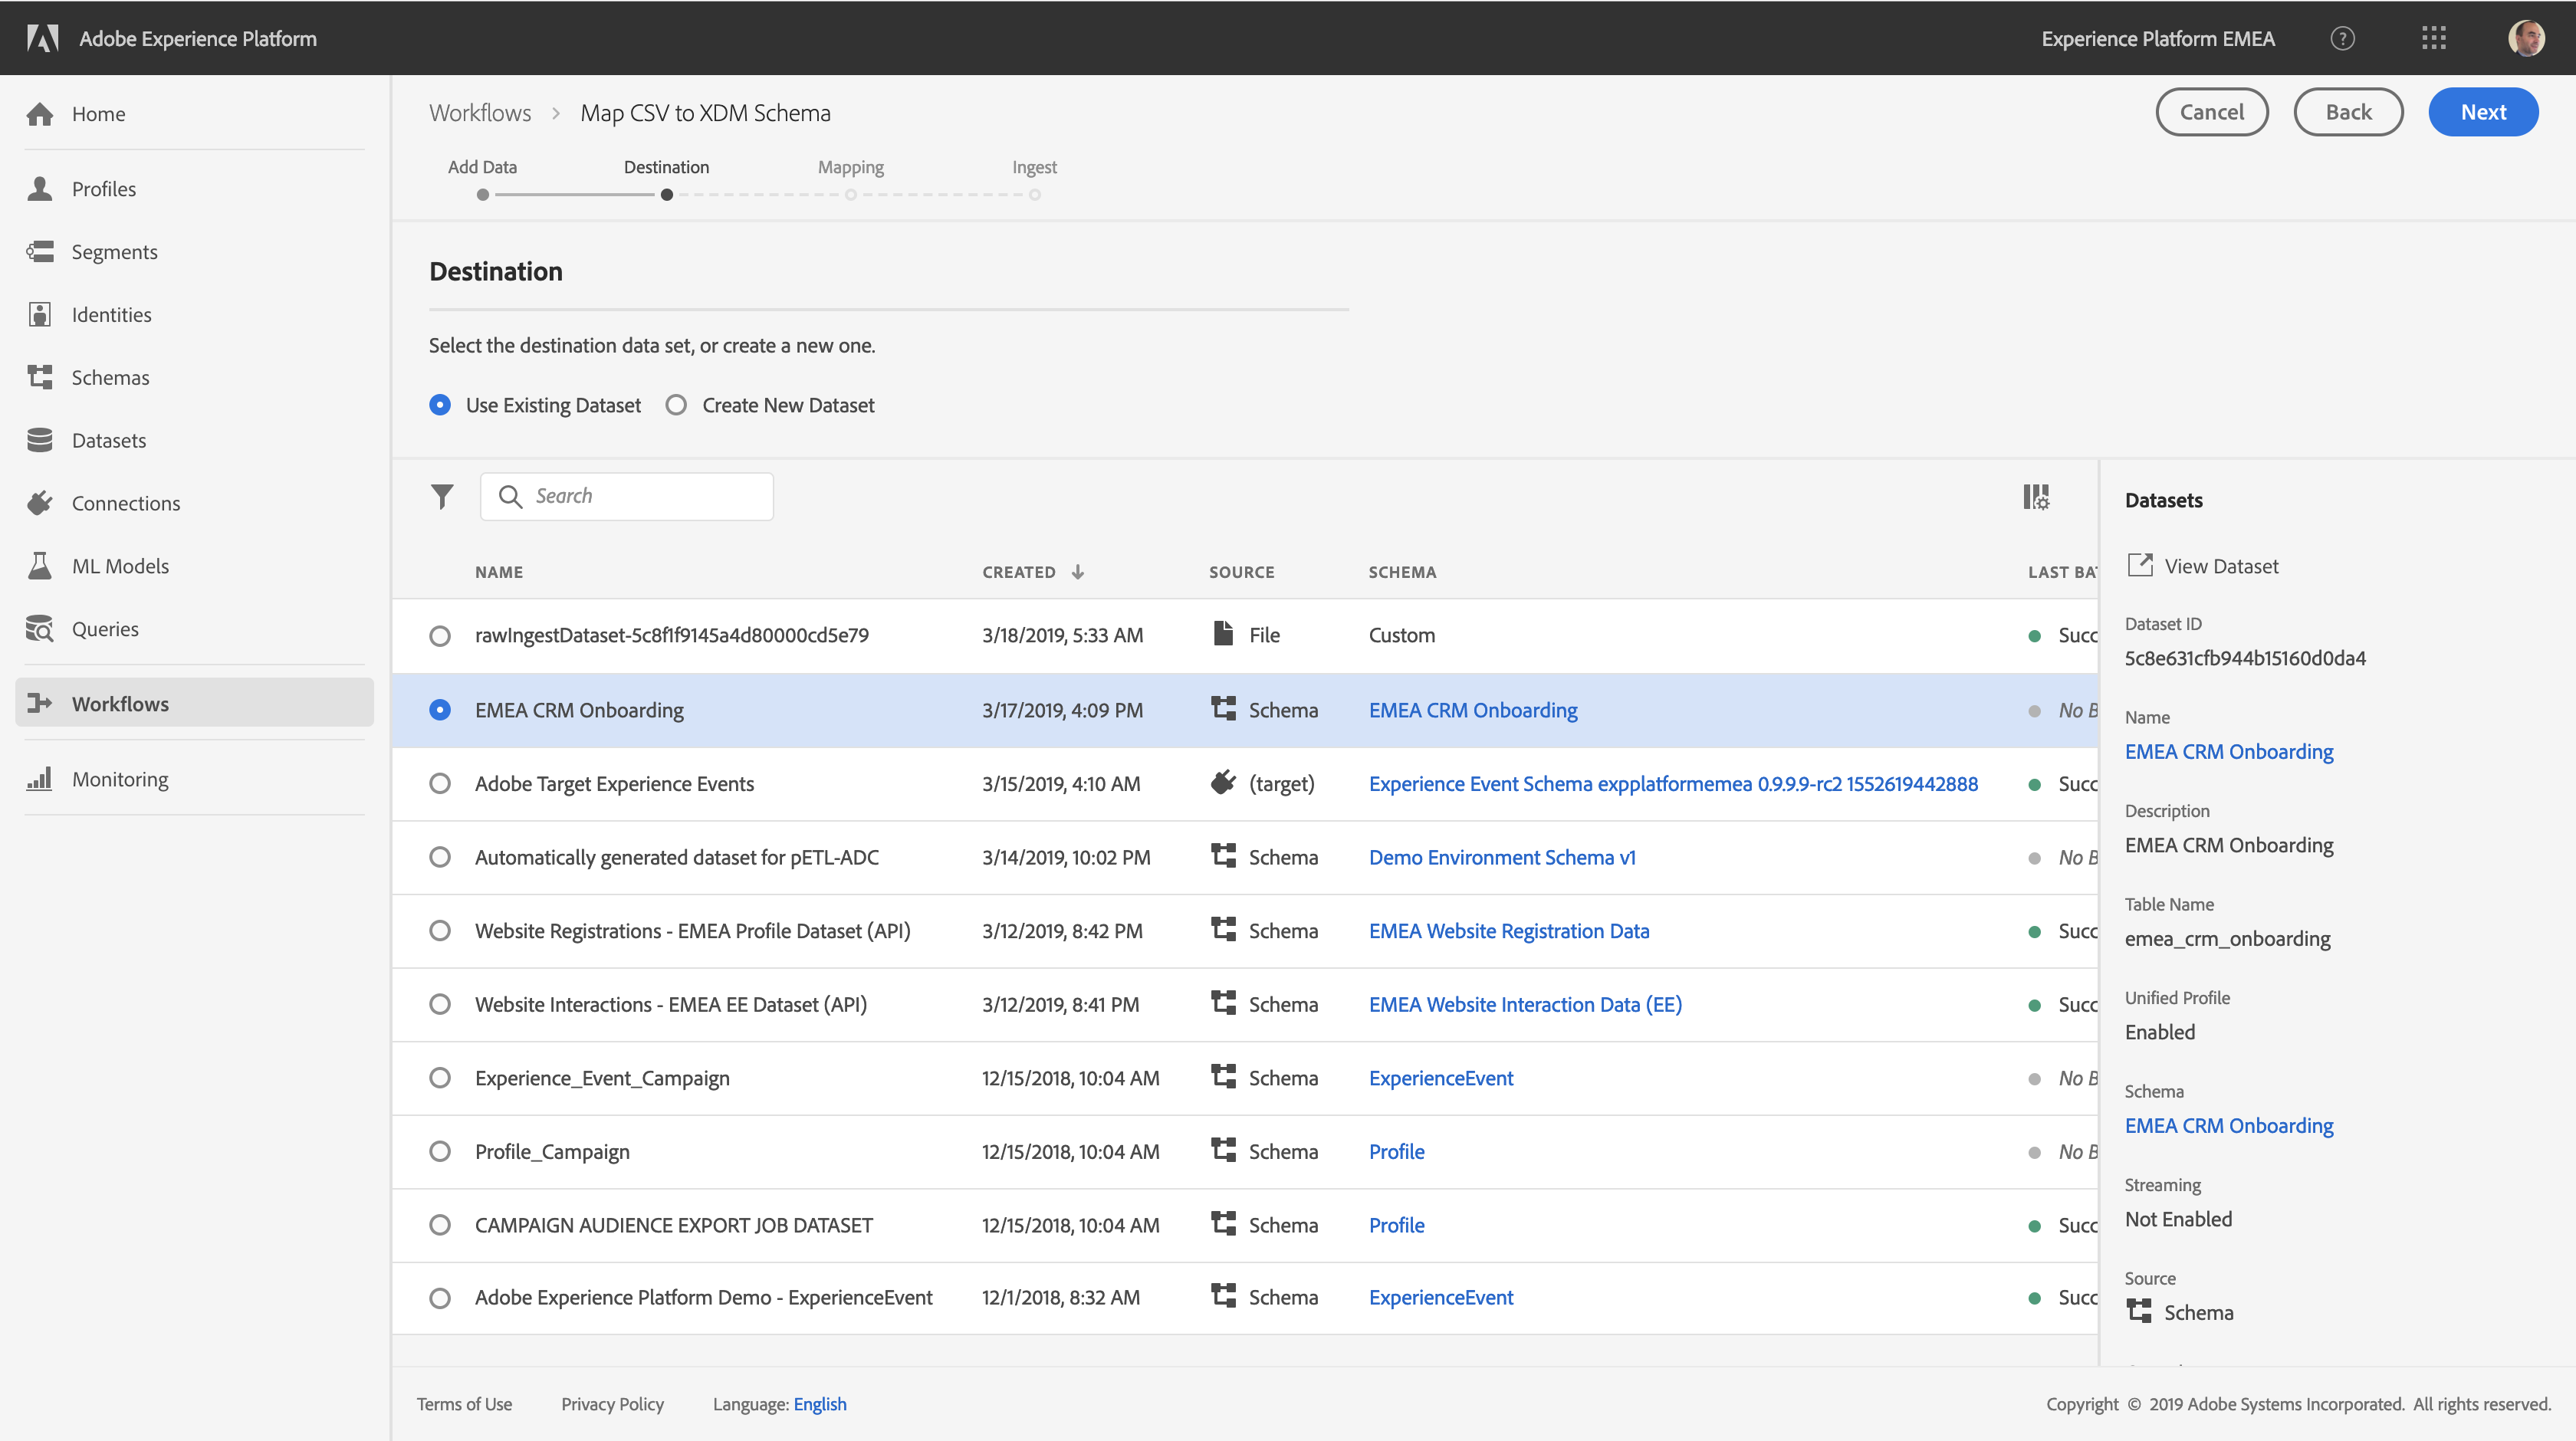 Adobe Experience Platform
Experience Platform EMEA
Home
Profiles
Segments
Identities
Schemas
Datasets
Connections
ML Models
Queries
Workflows
Monitoring
Workflows > Map CSV to XDM Schema
Cancel Back Next
Add Data Destination Mapping Ingest
Destination
Select the destination data set, or create a new one.
Use Existing Dataset Create New Dataset
Search
NAME CREATED SOURCE SCHEMA LAST BAT
rawIngestDataset-5c8f1f9145a4d80000cd5e79 3/18/2019, 5:33 AM File Custom Succ
EMEA CRM Onboarding 3/17/2019, 4:09 PM Schema EMEA CRM Onboarding No B
Adobe Target Experience Events 3/15/2019, 4:10 AM (target) Experience Event Schema expplatformemea 0.9.9.9-rc2 1552619442888 Succ
Automatically generated dataset for pETL-ADC 3/14/2019, 10:02 PM Schema Demo Environment Schema v1 No B
Website Registrations - EMEA Profile Dataset (API) 3/12/2019, 8:42 PM Schema EMEA Website Registration Data Succ
Website Interactions - EMEA EE Dataset (API) 3/12/2019, 8:41 PM Schema EMEA Website Interaction Data (EE) Succ
Experience_Event_Campaign 12/15/2018, 10:04 AM Schema ExperienceEvent No B
Profile_Campaign 12/15/2018, 10:04 AM Schema Profile No B
CAMPAIGN AUDIENCE EXPORT JOB DATASET 12/15/2018, 10:04 AM Schema Profile Succ
Adobe Experience Platform Demo - ExperienceEvent 12/1/2018, 8:32 AM Schema ExperienceEvent Succ
Datasets
View Dataset
Dataset ID
5c8e631cfb944b15160d0da4
Name
EMEA CRM Onboarding
Description
EMEA CRM Onboarding
Table Name
emea_crm_onboarding
Unified Profile
Enabled
Schema
EMEA CRM Onboarding
Streaming
Not Enabled
Source
Schema
Terms of Use Privacy Policy Language: English
Copyright © 2019 Adobe Systems Incorporated. All rights reserved.